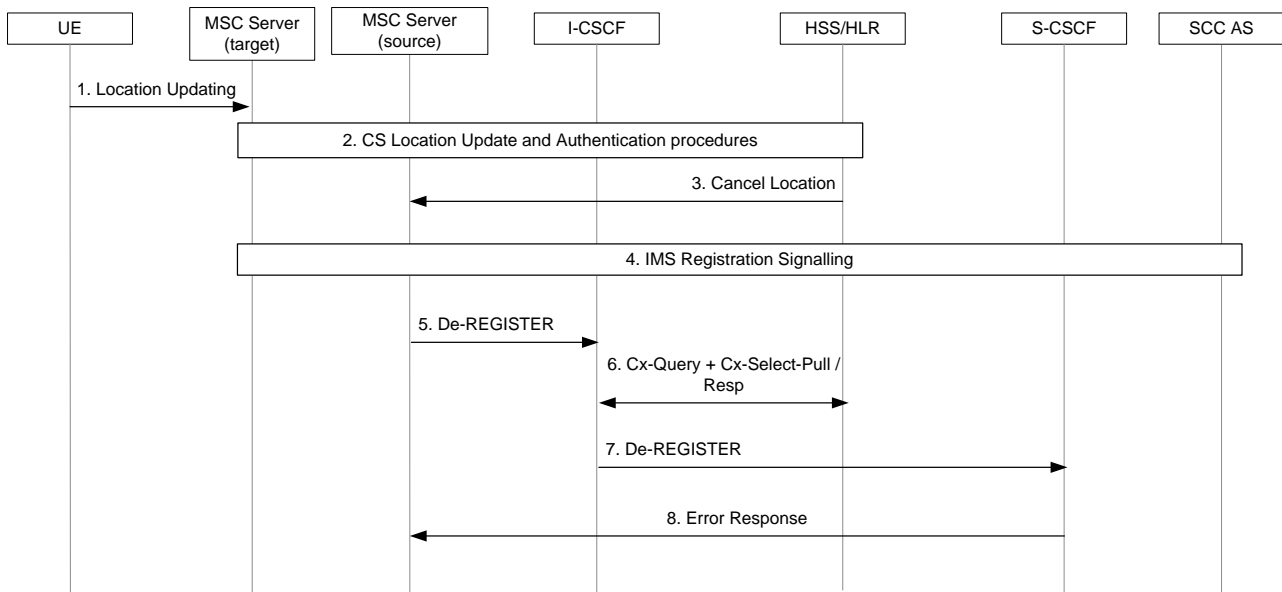 UE
MSC Server
(target)
MSC Server
(source)
I-CSCF
HSS/HLR
S-CSCF
SCC AS
1. Location Updating
2. CS Location Update and Authentication procedures
3. Cancel Location
4. IMS Registration Signalling
5. De-REGISTER
6. Cx-Query + Cx-Select-Pull /
Resp
7. De-REGISTER
8. Error Response